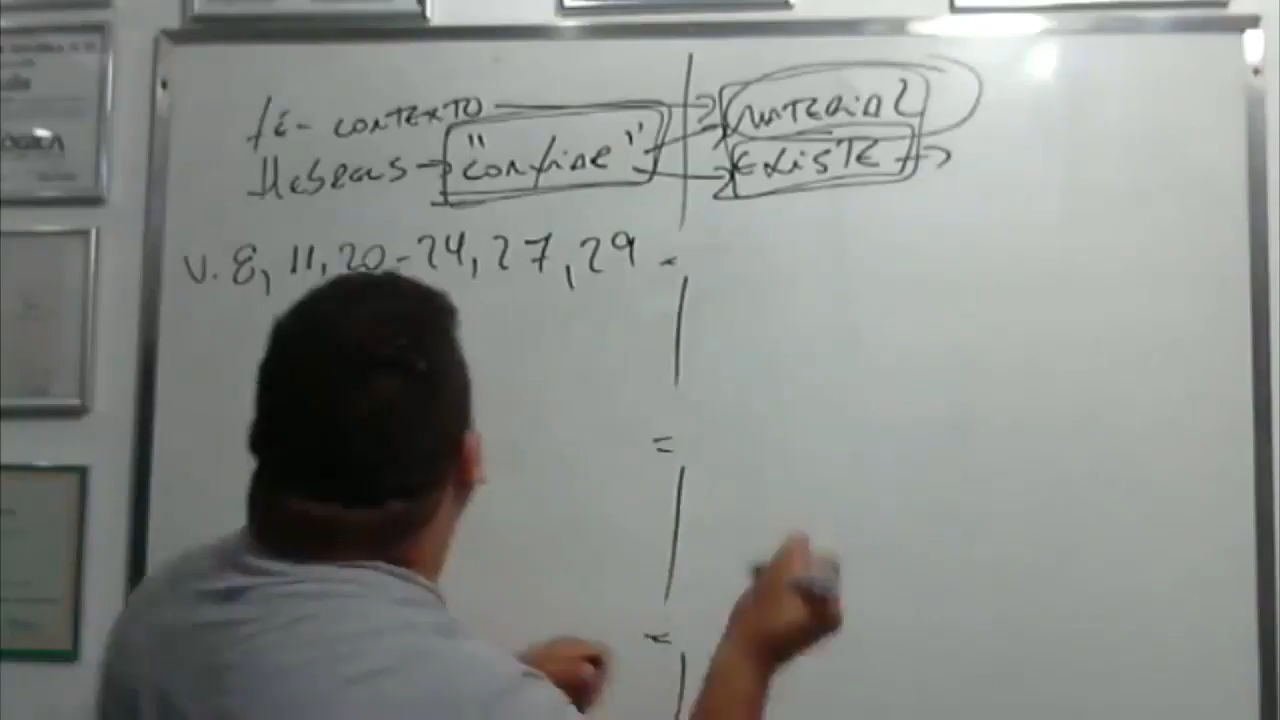 FÉ - CONTEXTO
Hebreus - "confiar"
MATERIAL
EXISTE
v. 8, 11, 20-24, 27, 29 -
=